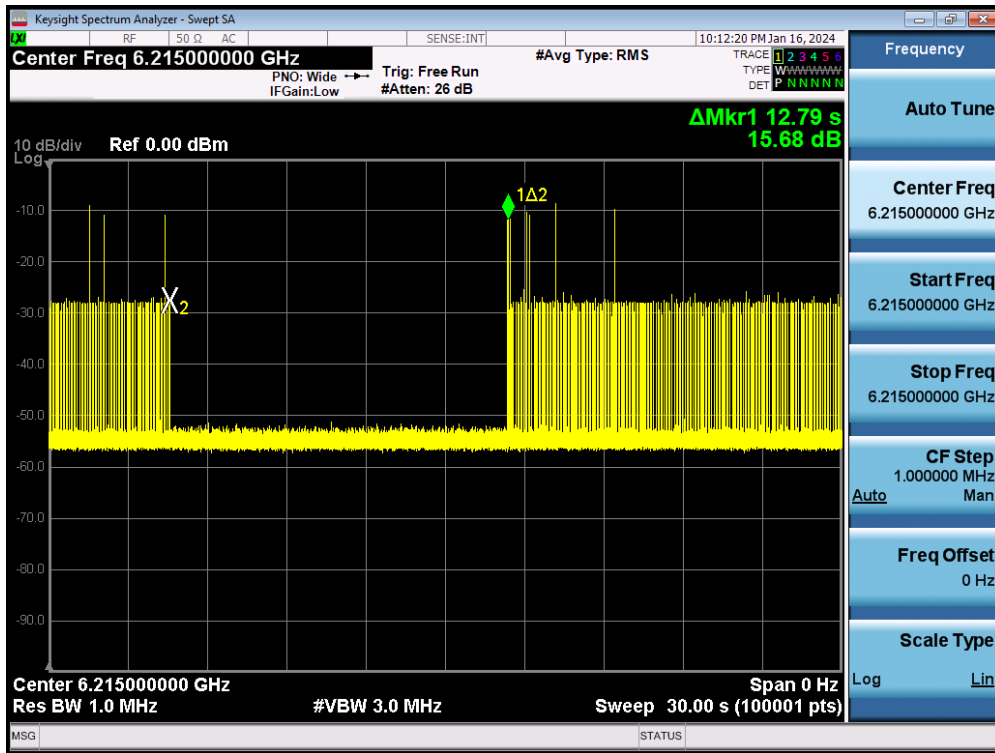 Keysight Spectrum Analyzer - Swept SA
LXI RF 50 Ω AC SENSE:INT 10:12:20 PM Jan 16, 2024
Center Freq 6.215000000 GHz
#Avg Type: RMS
TRACE 1 2 3 4 5 6
PNO: Wide
Trig: Free Run
TYPE WWWWWW
IFGain:Low
#Atten: 26 dB
DET P N N N N N
ΔMkr1 12.79 s
15.68 dB
10 dB/div Ref 0.00 dBm
Log
1Δ2
-10.0
-20.0
2
-30.0
-40.0
-50.0
-60.0
-70.0
-80.0
-90.0
Center 6.215000000 GHz Span 0 Hz
Res BW 1.0 MHz #VBW 3.0 MHz Sweep 30.00 s (100001 pts)
MSG STATUS
Frequency
Auto Tune
Center Freq
6.215000000 GHz
Start Freq
6.215000000 GHz
Stop Freq
6.215000000 GHz
CF Step
1.000000 MHz
Auto Man
Freq Offset
0 Hz
Scale Type
Log Lin